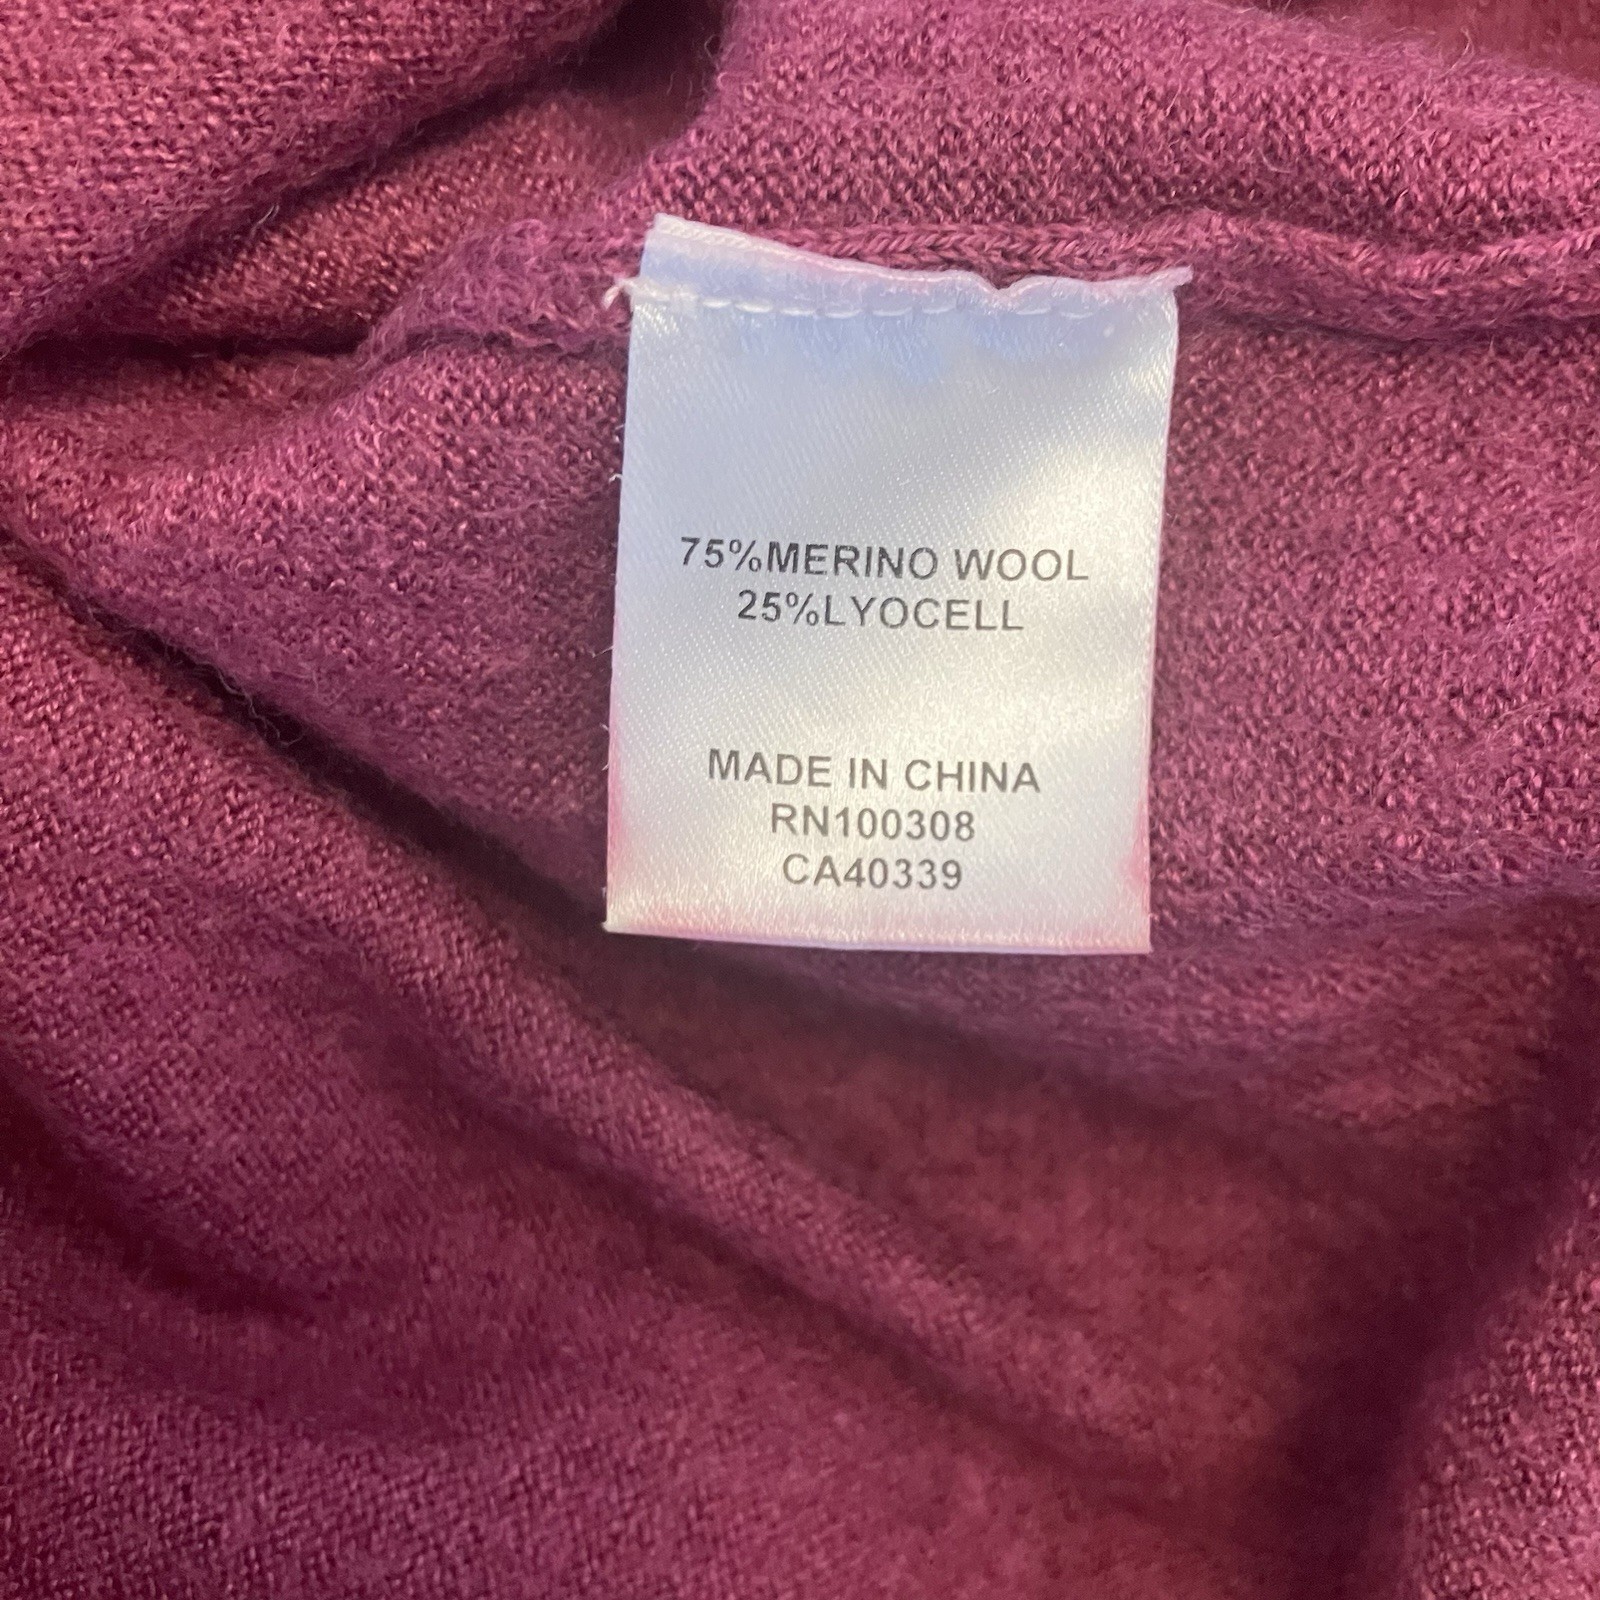 75%MERINO WOOL
25%LYOCELL
MADE IN CHINA
RN100308
CA40339